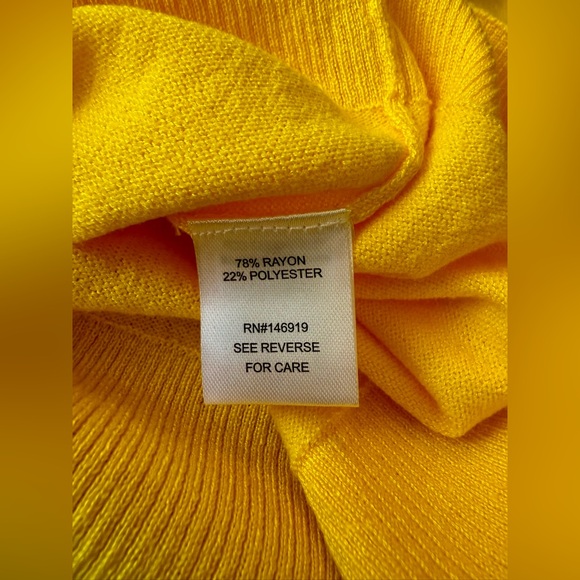 78% RAYON
22% POLYESTER
RN#146919
SEE REVERSE
FOR CARE